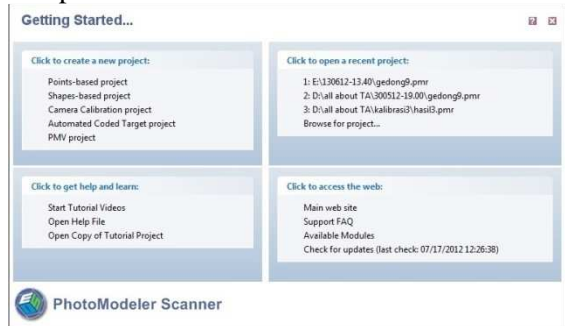 Getting Started...
Click to create a new project:
Points-based project
Shapes-based project
Camera Calibration project
Automated Coded Target project
PMV project
Click to open a recent project:
1: E:\130612-13.40\gedong9.pmr
2: D:\all about TA\300512-19.00\gedong9.pmr
3: D:\all about TA\kalibrasi3\hasil3.pmr
Browse for project...
Click to get help and learn:
Start Tutorial Videos
Open Help File
Open Copy of Tutorial Project
Click to access the web:
Main web site
Support FAQ
Available Modules
Check for updates (last check: 07/17/2012 12:26:38)
PhotoModeler Scanner